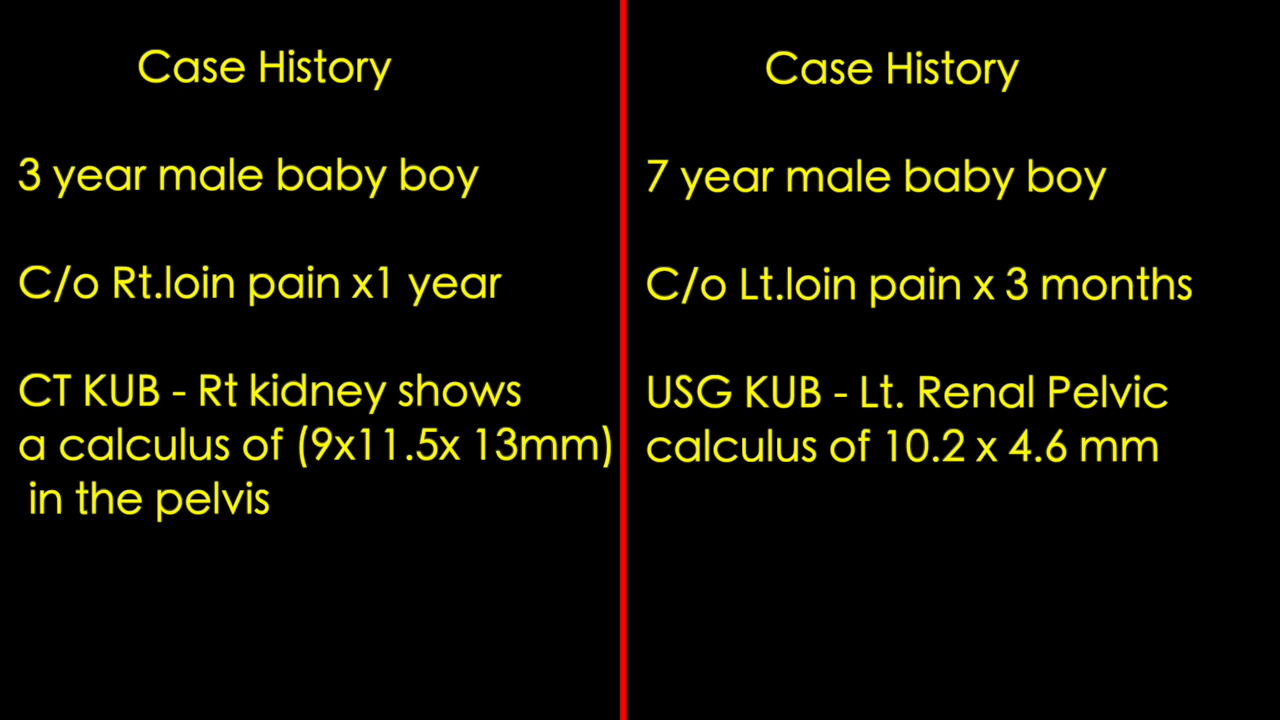 Case History
3 year male baby boy
C/o Rt.loin pain x1 year
CT KUB - Rt kidney shows
a calculus of (9x11.5x 13mm)
in the pelvis
Case History
7 year male baby boy
C/o Lt.loin pain x 3 months
USG KUB - Lt. Renal Pelvic
calculus of 10.2 x 4.6 mm